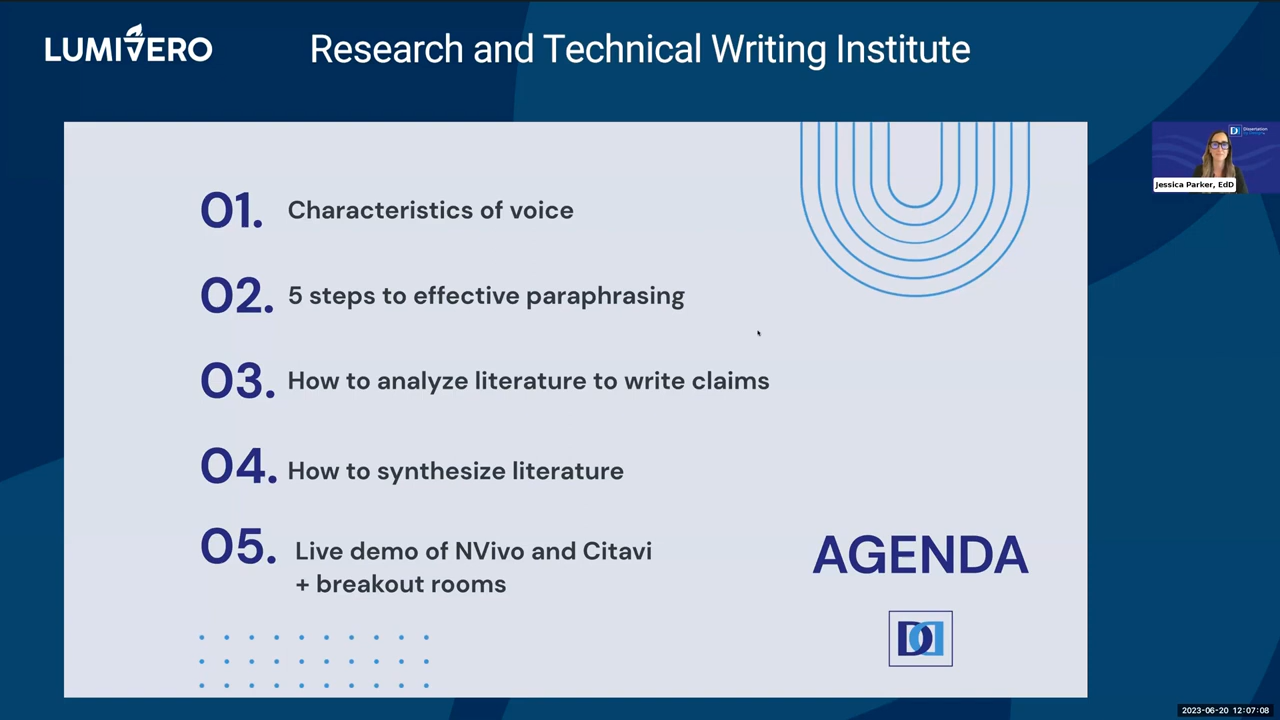 LUMIVERO
Research and Technical Writing Institute
01. Characteristics of voice
02. 5 steps to effective paraphrasing
03. How to analyze literature to write claims
04. How to synthesize literature
05. Live demo of NVivo and Citavi
+ breakout rooms
AGENDA
Jessica Parker, EdD
2023-06-20 12:07:08